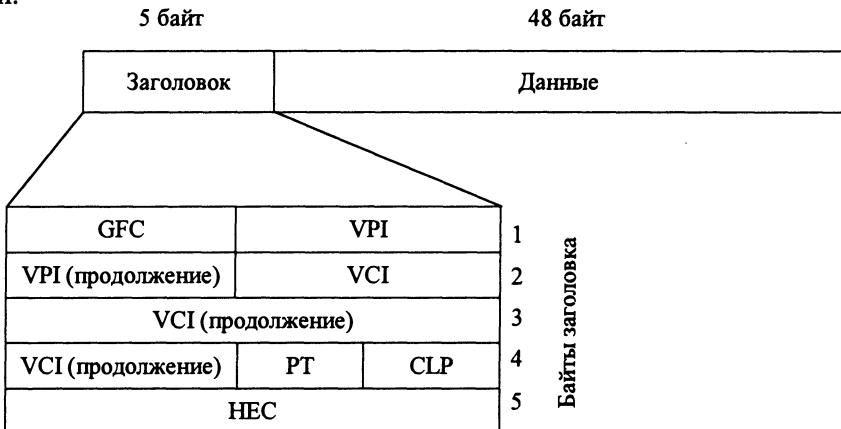 и.
5 байт 48 байт
Заголовок Данные
GFC VPI 1
VPI (продолжение) VCI 2
VCI (продолжение) 3
VCI (продолжение) PT CLP 4
HEC 5
Байты заголовка